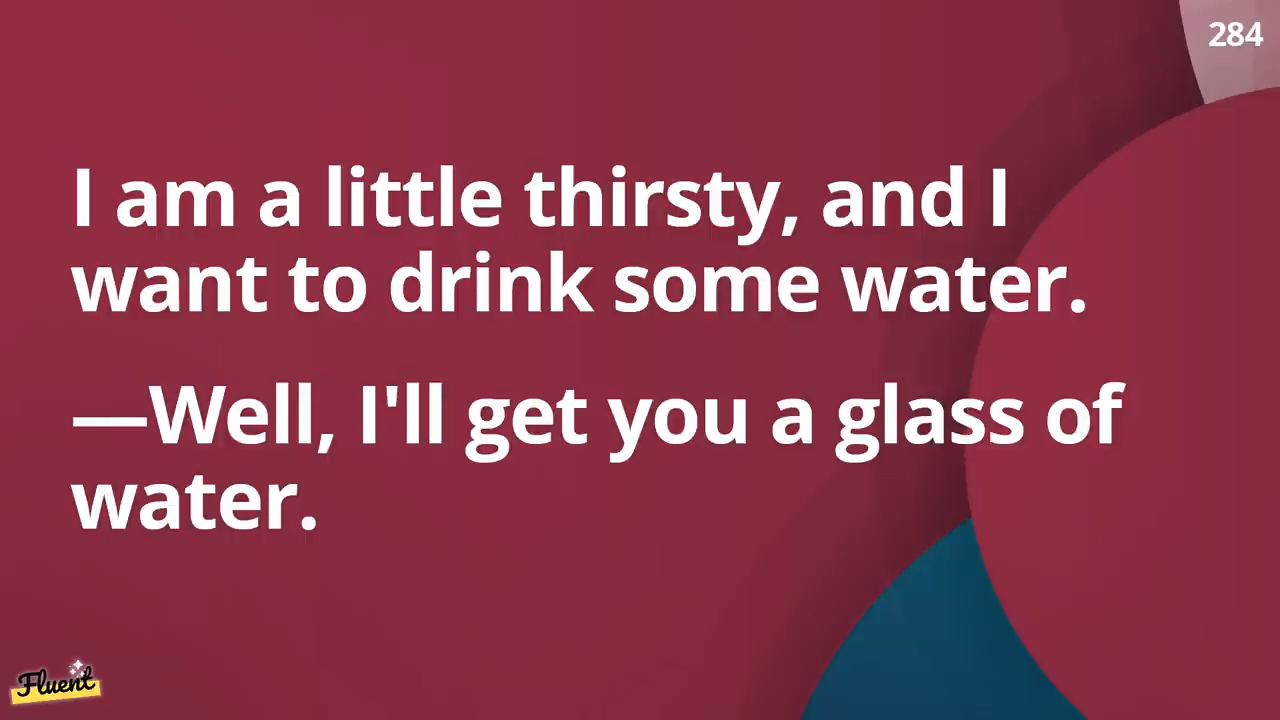 284
I am a little thirsty, and I
want to drink some water.
—Well, I'll get you a glass of
water.
Fluent